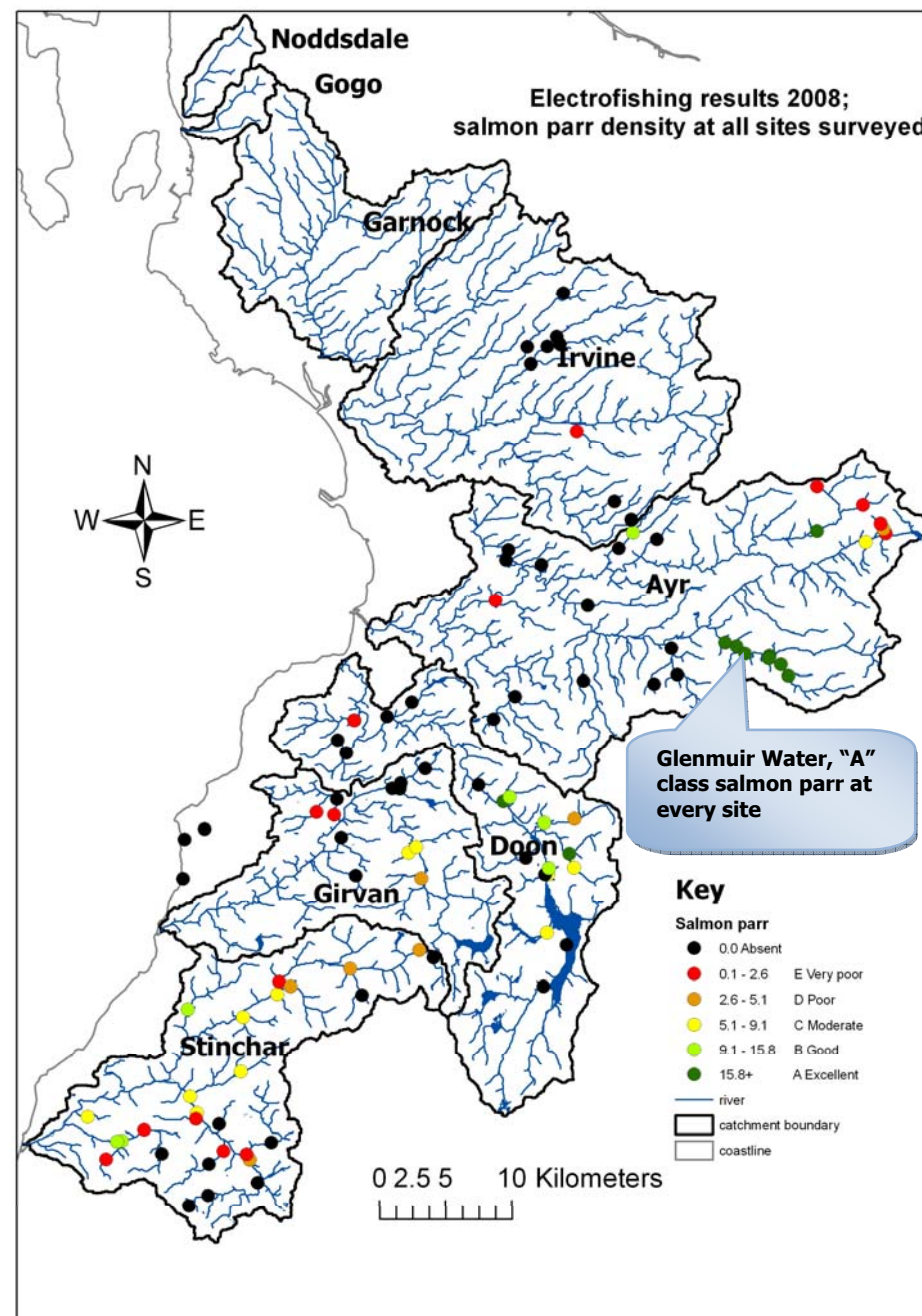 Noddsdale
Gogo
Electrofishing results 2008;
salmon parr density at all sites surveyed
Garnock
Irvine
N
W E
S
Ayr
Glenmuir Water, “A”
class salmon parr at
every site
Doon
Girvan
Stinchar
Key
Salmon parr
0.0 Absent
0.1 - 2.6 E Very poor
2.6 - 5.1 D Poor
5.1 - 9.1 C Moderate
9.1 - 15.8 B Good
15.8+ A Excellent
river
catchment boundary
coastline
0 2.5 5 10 Kilometers